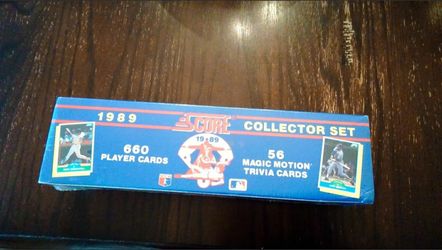 1989
SCORE
COLLECTOR SET
1989
660
PLAYER CARDS
56
MAGIC MOTION
TRIVIA CARDS